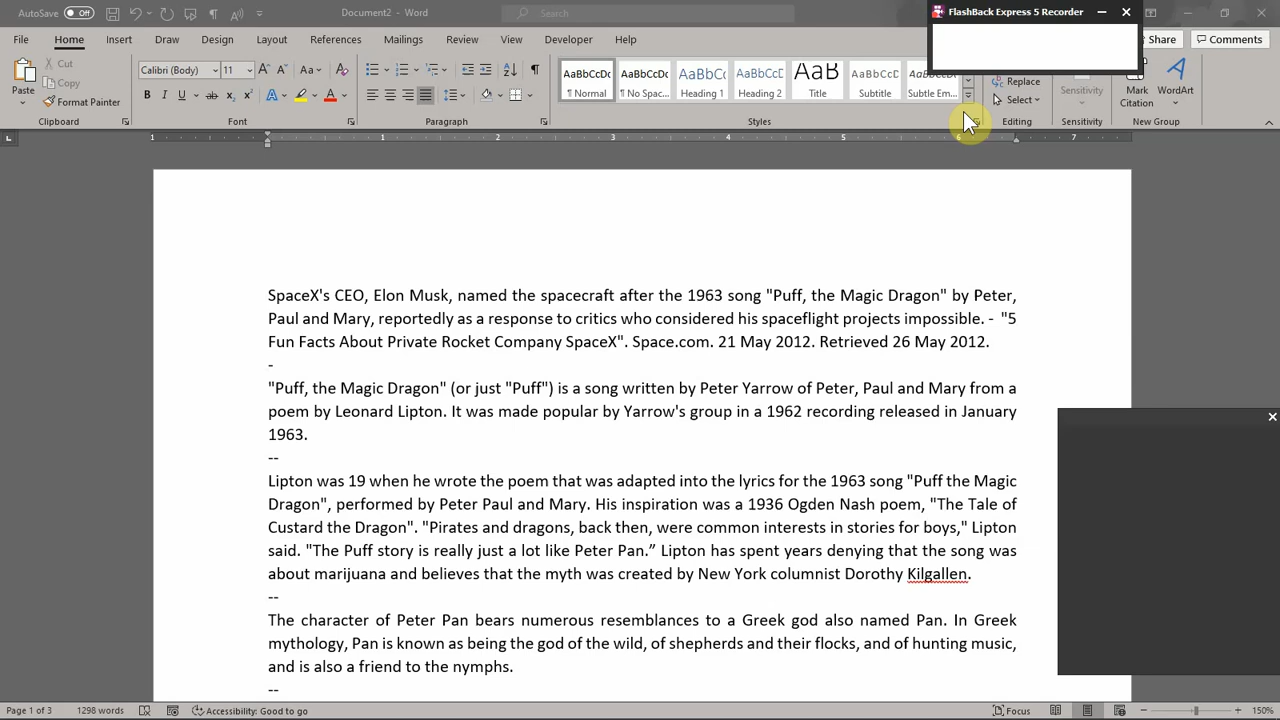 AutoSave Off Document2 - Word Search FlashBack Express 5 Recorder
File Home Insert Draw Design Layout References Mailings Review View Developer Help Share Comments
Paste Cut Copy Format Painter Clipboard
Calibri (Body) 11 Aa
B I U ab Font
Paragraph
AaBbCcDc AaBbCcDc AaBbCc AaBbCcC AaB AaBbCcC AaBbCcDc
¶ Normal ¶ No Spac... Heading 1 Heading 2 Title Subtitle Subtle Em...
Styles
Replace
Select
Editing
Sensitivity
Sensitivity
Mark Citation WordArt
New Group
1 1 2 3 4 5 6 7
SpaceX's CEO, Elon Musk, named the spacecraft after the 1963 song "Puff, the Magic Dragon" by Peter,
Paul and Mary, reportedly as a response to critics who considered his spaceflight projects impossible. - "5
Fun Facts About Private Rocket Company SpaceX". Space.com. 21 May 2012. Retrieved 26 May 2012.
-
"Puff, the Magic Dragon" (or just "Puff") is a song written by Peter Yarrow of Peter, Paul and Mary from a
poem by Leonard Lipton. It was made popular by Yarrow's group in a 1962 recording released in January
1963.
--
Lipton was 19 when he wrote the poem that was adapted into the lyrics for the 1963 song "Puff the Magic
Dragon", performed by Peter Paul and Mary. His inspiration was a 1936 Ogden Nash poem, "The Tale of
Custard the Dragon". "Pirates and dragons, back then, were common interests in stories for boys," Lipton
said. "The Puff story is really just a lot like Peter Pan.” Lipton has spent years denying that the song was
about marijuana and believes that the myth was created by New York columnist Dorothy Kilgallen.
--
The character of Peter Pan bears numerous resemblances to a Greek god also named Pan. In Greek
mythology, Pan is known as being the god of the wild, of shepherds and their flocks, and of hunting music,
and is also a friend to the nymphs.
--
Page 1 of 3 1298 words Accessibility: Good to go Focus 150%